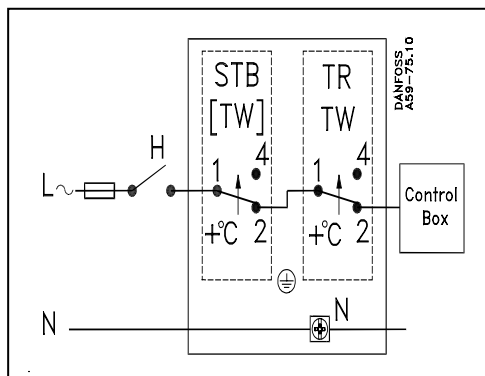 STB TR
[TW] TW
DANFOSS
A59-75.10
H
L 1 4 1 4
Control
Box
+°C 2 +°C 2
N N